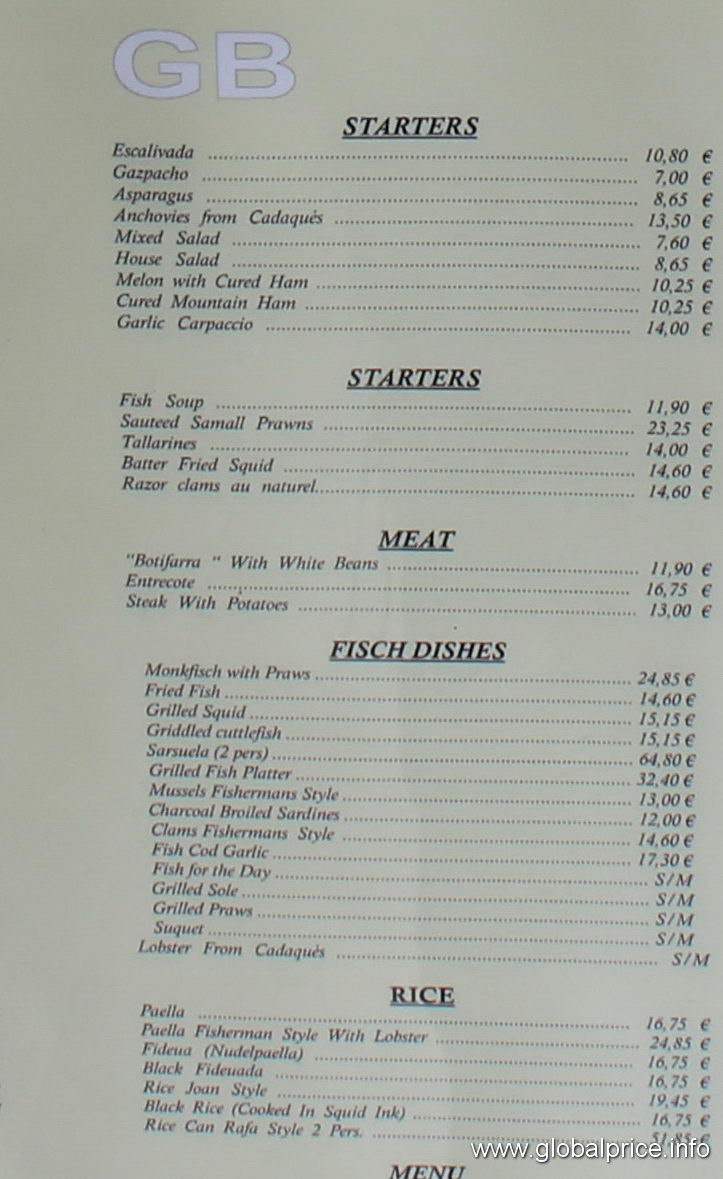 GB
STARTERS
Escalivada ........ 10,80 €
Gazpacho ........ 7,00 €
Asparagus ........ 8,65 €
Anchovies from Cadaqués ........ 13,50 €
Mixed Salad ........ 7,60 €
House Salad ........ 8,65 €
Melon with Cured Ham ........ 10,25 €
Cured Mountain Ham ........ 10,25 €
Garlic Carpaccio ........ 14,00 €
STARTERS
Fish Soup ........ 11,90 €
Sauteed Samall Prawns ........ 23,25 €
Tallarines ........ 14,00 €
Batter Fried Squid ........ 14,60 €
Razor clams au naturel........ 14,60 €
MEAT
"Botifarra " With White Beans ........ 11,90 €
Entrecote ........ 16,75 €
Steak With Potatoes ........ 13,00 €
FISCH DISHES
Monkfisch with Praws ........ 24,85 €
Fried Fish ........ 14,60 €
Grilled Squid ........ 15,15 €
Griddled cuttlefish ........ 15,15 €
Sarsuela (2 pers) ........ 64,80 €
Grilled Fish Platter ........ 32,40 €
Mussels Fishermans Style ........ 13,00 €
Charcoal Broiled Sardines ........ 12,00 €
Clams Fishermans Style ........ 14,60 €
Fish Cod Garlic ........ 17,30 €
Fish for the Day ........ S/M
Grilled Sole ........ S/M
Grilled Praws ........ S/M
Suquet ........ S/M
Lobster From Cadaqués ........ S/M
RICE
Paella ........ 16,75 €
Paella Fisherman Style With Lobster ........ 24,85 €
Fideua (Nudelpaella) ........ 16,75 €
Black Fideuada ........ 16,75 €
Rice Joan Style ........ 19,45 €
Black Rice (Cooked In Squid Ink) ........ 16,75 €
Rice Can Rafa Style 2 Pers. ........ 51,85 €
www.globalprice.info
MENU